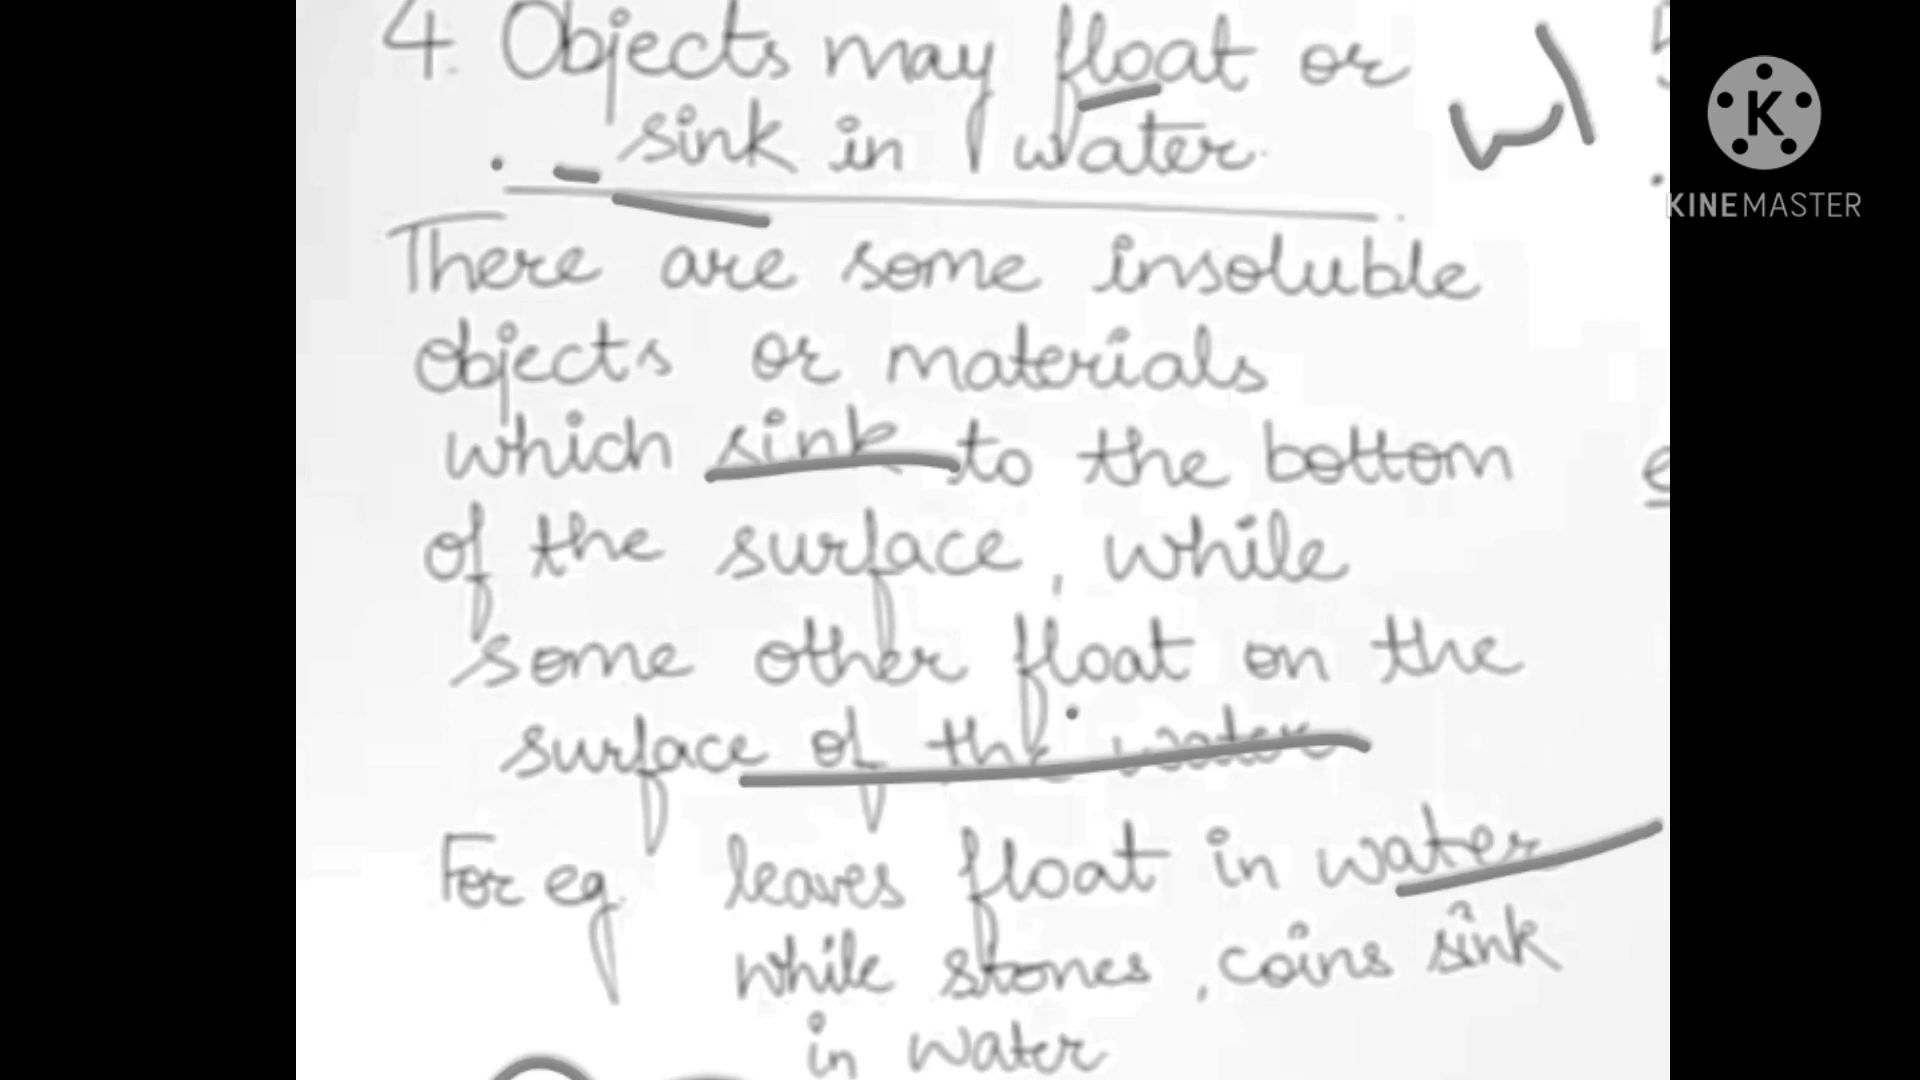 4. Objects may float or
sink in water.
There are some insoluble
objects or materials
which sink to the bottom
of the surface, while
some other float on the
surface of the water
For eg leaves float in water
while stones, coins sink
in water
KINEMASTER